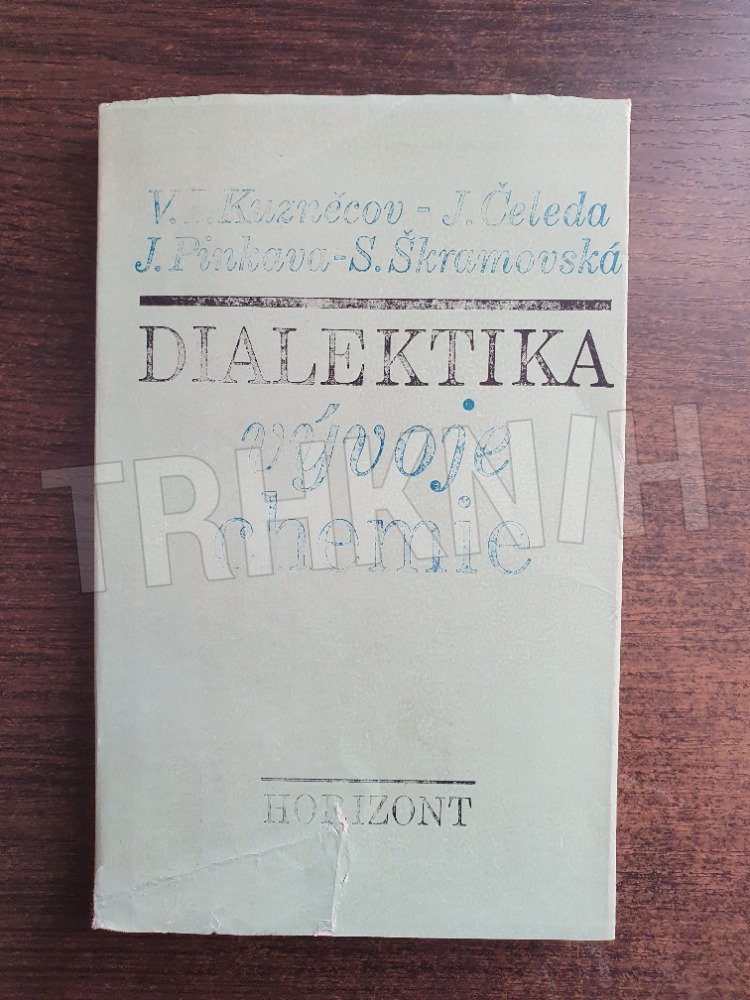 V. Kuzněcov - J. Čeleda
J. Pinkava - S. Škramovská
DIALEKTIKA
vývoje
chemie
TRHKNIH
HORIZONT